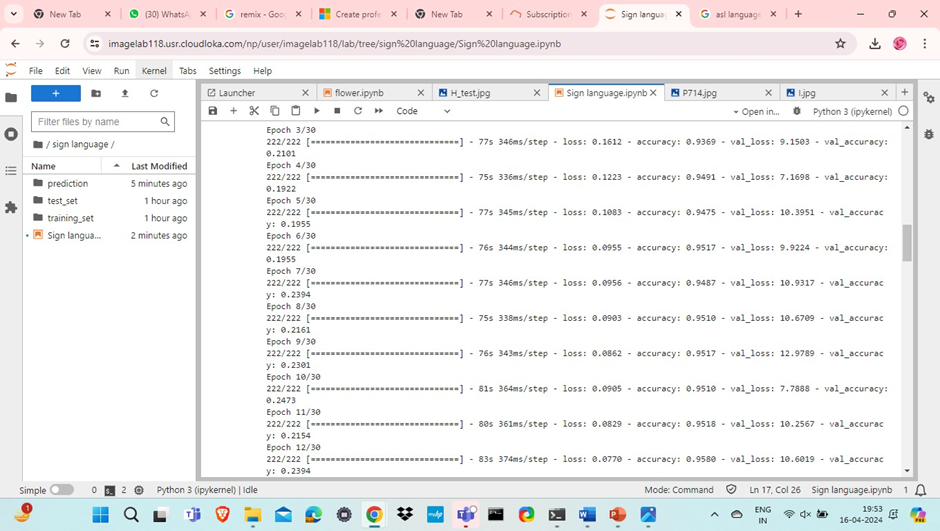 New Tab
(30) WhatsA
remix - Goo
Create profe
New Tab
Subscription
Sign languag
asl language
imagelab118.usr.cloudloka.com/np/user/imagelab118/lab/tree/sign%20language/Sign%20language.ipynb
File Edit View Run Kernel Tabs Settings Help
Launcher
flower.ipynb
H_test.jpg
Sign language.ipynb
P714.jpg
I.jpg
Code
Open in...
Python 3 (ipykernel)
Filter files by name
/ sign language /
Name Last Modified
prediction 5 minutes ago
test_set 1 hour ago
training_set 1 hour ago
Sign langua... 2 minutes ago
Epoch 3/30
222/222 [==============================] - 77s 346ms/step - loss: 0.1612 - accuracy: 0.9369 - val_loss: 9.1503 - val_accuracy:
0.2101
Epoch 4/30
222/222 [==============================] - 75s 336ms/step - loss: 0.1223 - accuracy: 0.9491 - val_loss: 7.1698 - val_accuracy:
0.1922
Epoch 5/30
222/222 [==============================] - 77s 345ms/step - loss: 0.1083 - accuracy: 0.9475 - val_loss: 10.3951 - val_accurac
y: 0.1955
Epoch 6/30
222/222 [==============================] - 76s 344ms/step - loss: 0.0955 - accuracy: 0.9517 - val_loss: 9.9224 - val_accuracy:
0.1955
Epoch 7/30
222/222 [==============================] - 77s 346ms/step - loss: 0.0956 - accuracy: 0.9487 - val_loss: 10.9317 - val_accurac
y: 0.2394
Epoch 8/30
222/222 [==============================] - 75s 338ms/step - loss: 0.0903 - accuracy: 0.9510 - val_loss: 10.6709 - val_accurac
y: 0.2161
Epoch 9/30
222/222 [==============================] - 76s 343ms/step - loss: 0.0862 - accuracy: 0.9517 - val_loss: 12.9789 - val_accurac
y: 0.2301
Epoch 10/30
222/222 [==============================] - 81s 364ms/step - loss: 0.0905 - accuracy: 0.9510 - val_loss: 7.7888 - val_accuracy:
0.2473
Epoch 11/30
222/222 [==============================] - 80s 361ms/step - loss: 0.0829 - accuracy: 0.9518 - val_loss: 10.2567 - val_accurac
y: 0.2154
Epoch 12/30
222/222 [==============================] - 83s 374ms/step - loss: 0.0770 - accuracy: 0.9580 - val_loss: 10.6019 - val_accurac
y: 0.2394
Simple 0 2 Python 3 (ipykernel) | Idle
Mode: Command Ln 17, Col 26 Sign language.ipynb 1
ENG
IN
19:53
16-04-2024